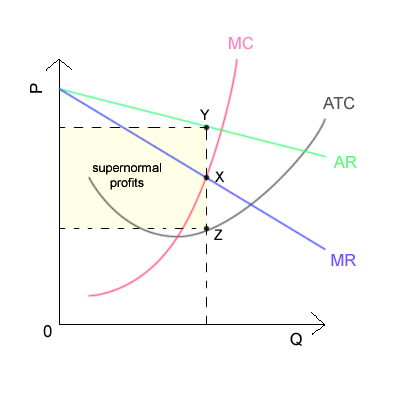 MC
P
ATC
Y
AR
supernormal
profits
X
Z
MR
0
Q